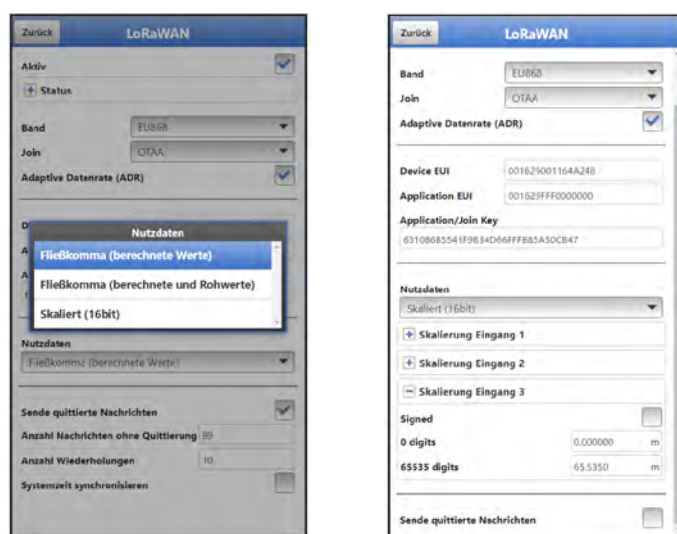 Zurück
LoRaWAN
Aktiv
Status
Band
EU868
Join
OTAA
Adaptive Datenrate (ADR)
D
A
A
Nutzdaten
Fließkomma (berechnete Werte)
Fließkomma (berechnete und Rohwerte)
Skaliert (16bit)
Nutzdaten
Fließkomma (berechnete Werte)
Sende quittierte Nachrichten
Anzahl Nachrichten ohne Quittierung 99
Anzahl Wiederholungen 10
Systemzeit synchronisieren
Zurück
LoRaWAN
Band
EU868
Join
OTAA
Adaptive Datenrate (ADR)
Device EUI 001629001164A248
Application EUI 001629FFF0000000
Application/Join Key
63108685541F9B34D66FFFB85A50CB47
Nutzdaten
Skaliert (16bit)
Skalierung Eingang 1
Skalierung Eingang 2
Skalierung Eingang 3
Signed
0 digits 0,000000 m
65535 digits 65.5350 m
Sende quittierte Nachrichten